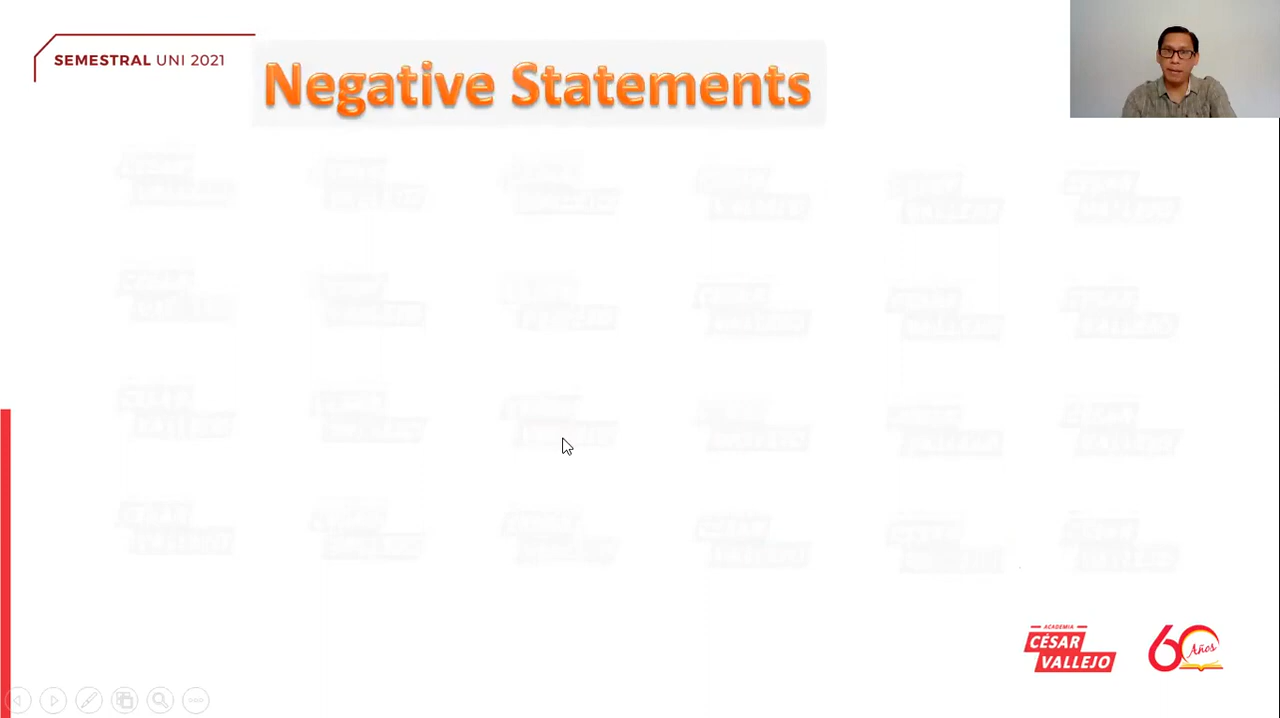 SEMESTRAL UNI 2021
Negative Statements
ACADEMIA
CÉSAR
VALLEJO
60 Años